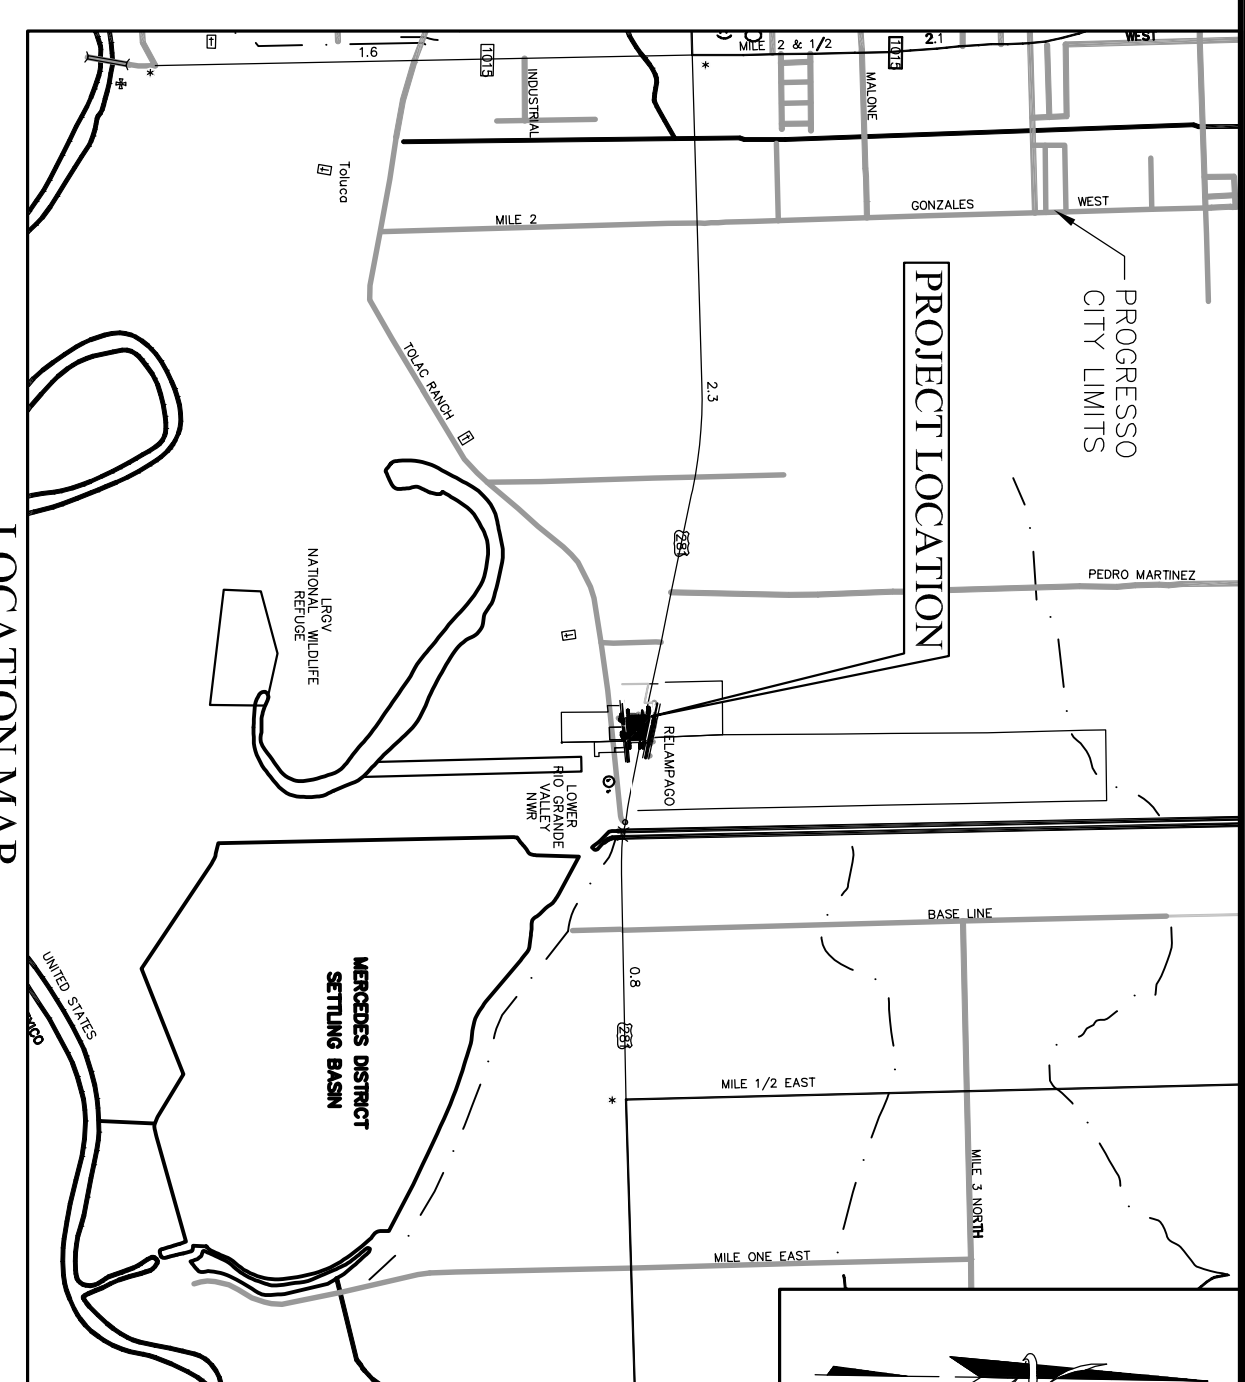 1.6
1015
MILE 2 & 1/2
1015
2.1
WEST
INDUSTRIAL
MALONE
Toluca
MILE 2
GONZALES
WEST
PROGRESSO
CITY LIMITS
PROJECT LOCATION
TOLAC RANCH
2.3
281
PEDRO MARTINEZ
LRGV
NATIONAL WILDLIFE
REFUGE
RELAMPAGO
LOWER
RIO GRANDE
VALLEY
NWR
LOCATION MAP
BASE LINE
UNITED STATES
MERCEDES DISTRICT
SETTLING BASIN
0.8
281
MILE 1/2 EAST
MILE 3 NORTH
MILE ONE EAST